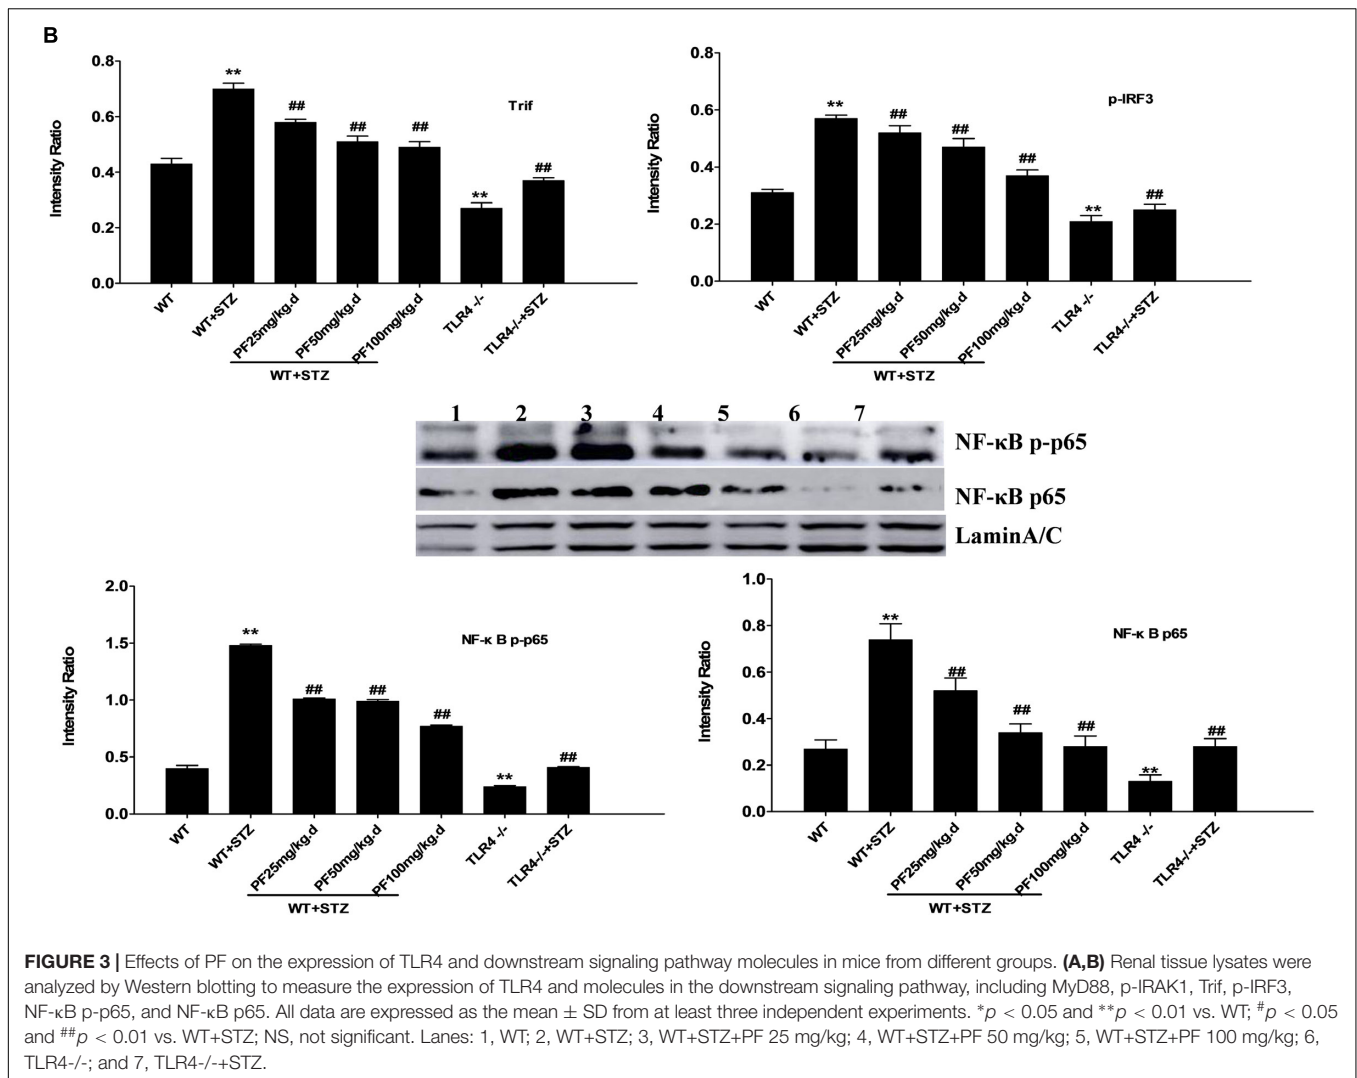 B
0.8
0.6
0.4
0.2
0.0
Intensity Ratio
Trif
**
##
##
##
**
##
WT
WT+STZ
PF25mg/kg.d
PF50mg/kg.d
PF100mg/kg.d
TLR4 -/-
TLR4-/-+STZ
WT+STZ
0.8
0.6
0.4
0.2
0.0
Intensity Ratio
p-IRF3
**
##
##
##
**
##
WT
WT+STZ
PF25mg/kg.d
PF50mg/kg.d
PF100mg/kg.d
TLR4 -/-
TLR4-/-+STZ
WT+STZ
1 2 3 4 5 6 7
NF-κB p-p65
NF-κB p65
LaminA/C
2.0
1.5
1.0
0.5
0.0
Intensity Ratio
NF-κ B p-p65
**
##
##
##
**
##
WT
WT+STZ
PF25mg/kg.d
PF50mg/kg.d
PF100mg/kg.d
TLR4 -/-
TLR4-/-+STZ
WT+STZ
1.0
0.8
0.6
0.4
0.2
0.0
Intensity Ratio
NF-κ B p65
**
##
##
##
**
##
WT
WT+STZ
PF25mg/kg.d
PF50mg/kg.d
PF100mg/kg.d
TLR4 -/-
TLR4-/-+STZ
WT+STZ
FIGURE 3 | Effects of PF on the expression of TLR4 and downstream signaling pathway molecules in mice from different groups. (A,B) Renal tissue lysates were
analyzed by Western blotting to measure the expression of TLR4 and molecules in the downstream signaling pathway, including MyD88, p-IRAK1, Trif, p-IRF3,
NF-κB p-p65, and NF-κB p65. All data are expressed as the mean ± SD from at least three independent experiments. *p < 0.05 and **p < 0.01 vs. WT; #p < 0.05
and ##p < 0.01 vs. WT+STZ; NS, not significant. Lanes: 1, WT; 2, WT+STZ; 3, WT+STZ+PF 25 mg/kg; 4, WT+STZ+PF 50 mg/kg; 5, WT+STZ+PF 100 mg/kg; 6,
TLR4-/-; and 7, TLR4-/-+STZ.